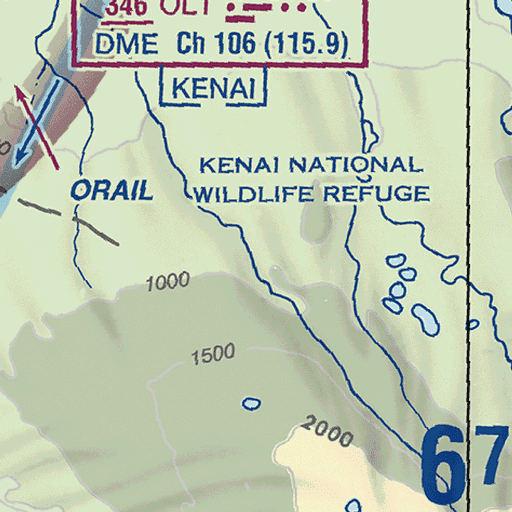 346 OLT
DME Ch 106 (115.9)
KENAI
KENAI NATIONAL
WILDLIFE REFUGE
ORAIL
1000
1500
2000
67